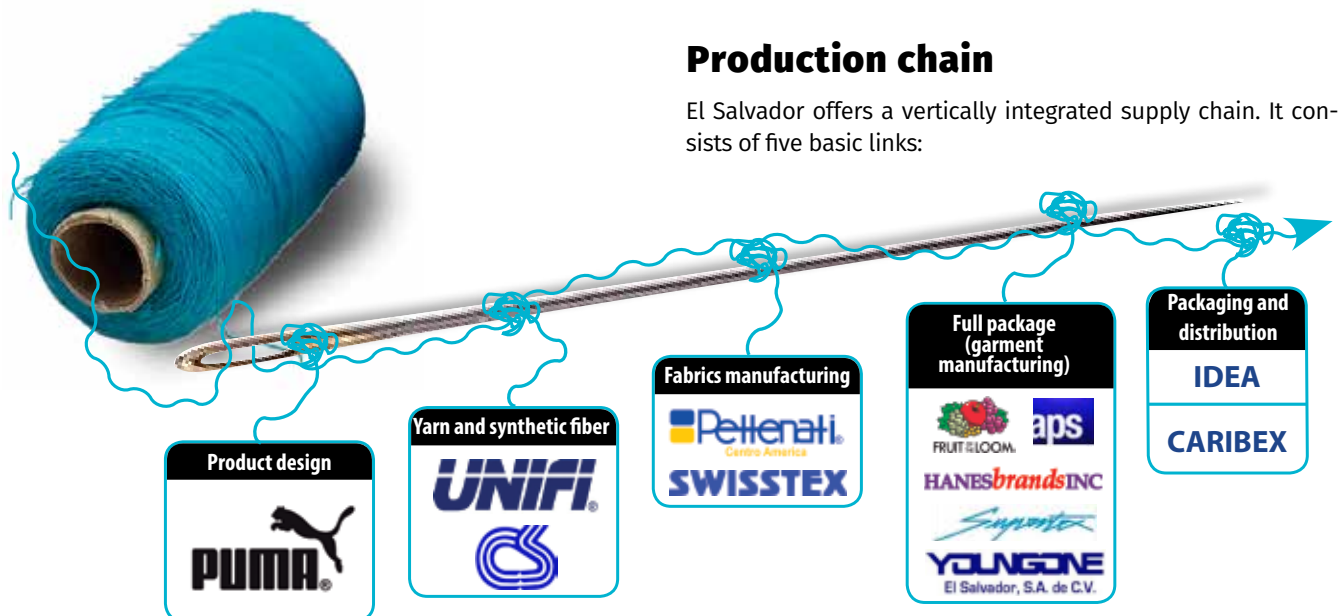 Production chain
El Salvador offers a vertically integrated supply chain. It con-
sists of five basic links:
Product design
PUMA®
Yarn and synthetic fiber
UNIFI®
CS
Fabrics manufacturing
Pettenati®
Centro America
SWISSTEX
Full package
(garment
manufacturing)
FRUIT OF THE LOOM®
aps
HANESbrandsINC
Supertex
YOUNGONE
El Salvador, S.A. de C.V.
Packaging and
distribution
IDEA
CARIBEX